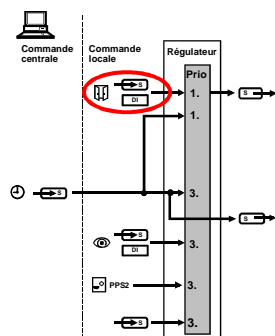 Commande
centrale
Commande
locale
Régulateur
Prio
S
DI
1.
S
1.
S
3.
S
S
DI
3.
PPS2
3.
S
3.